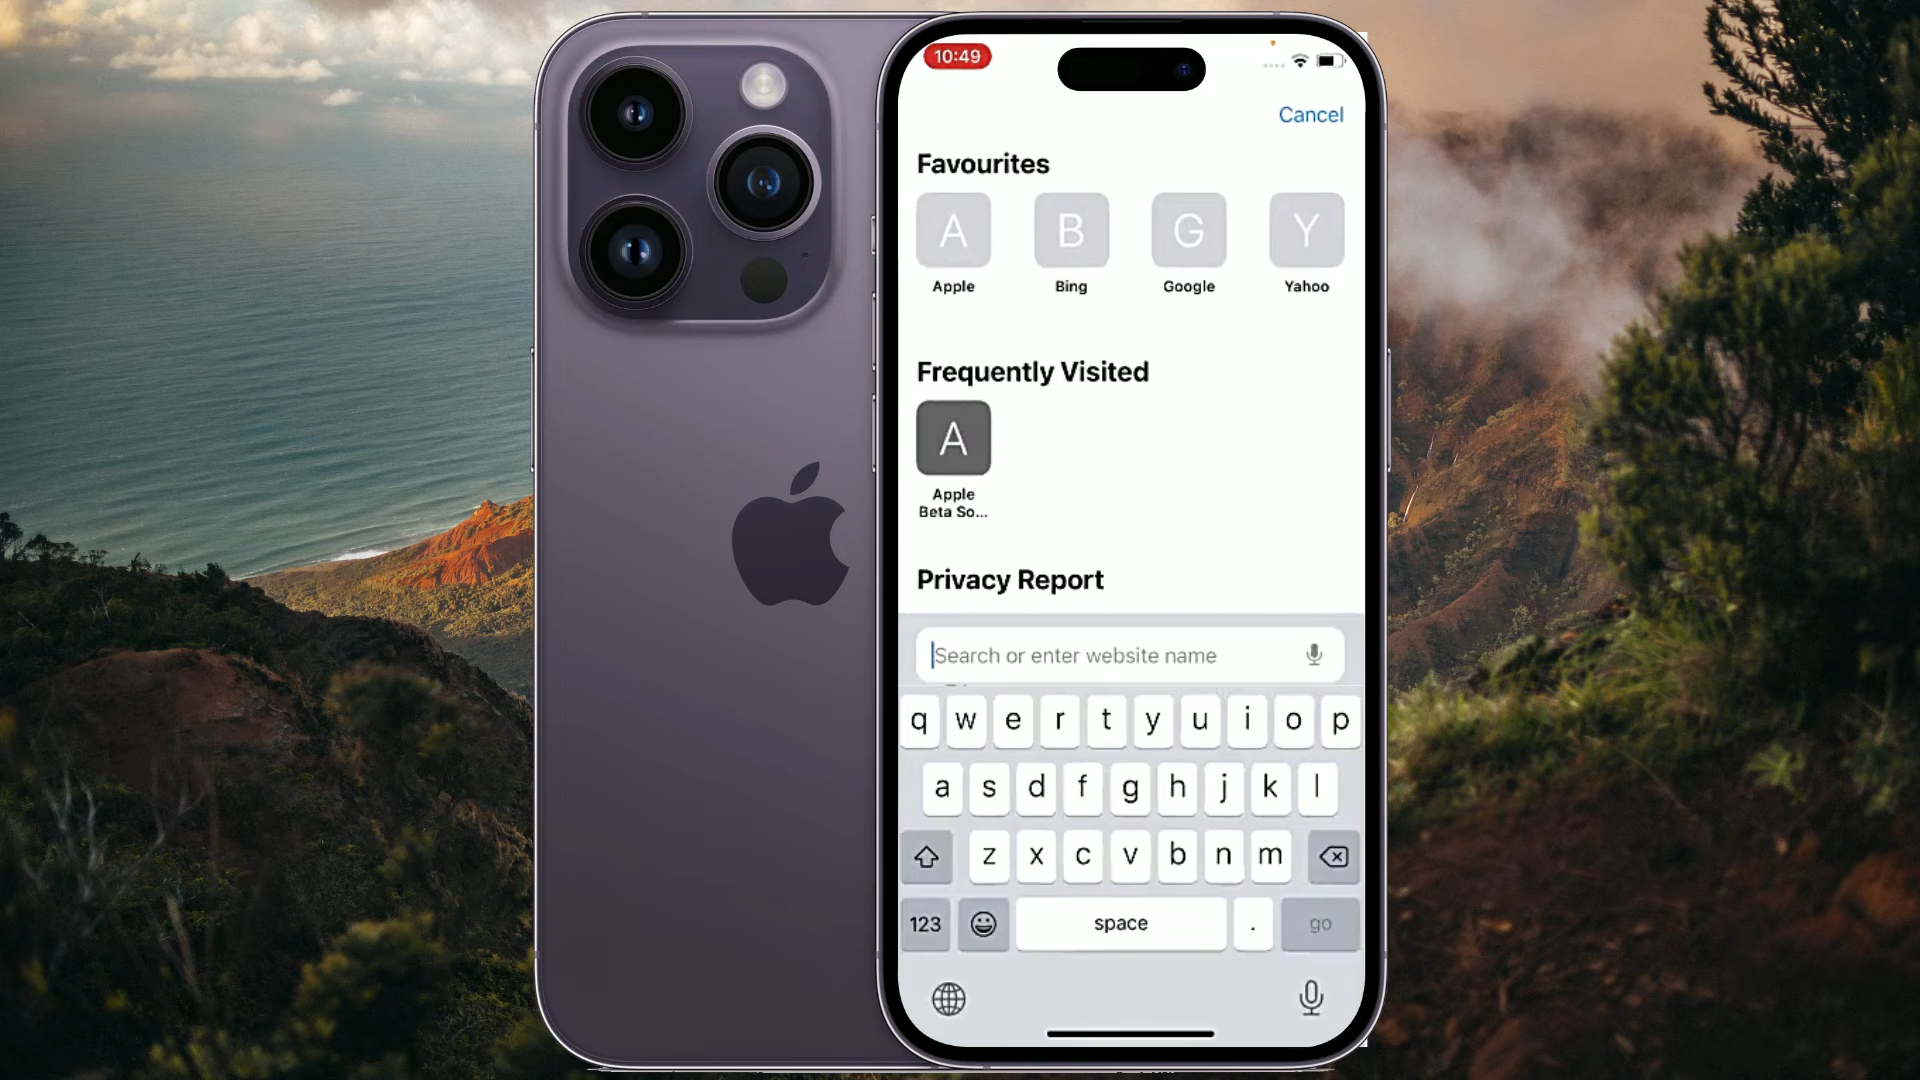 10:49
Cancel
Favourites
A B G Y
Apple Bing Google Yahoo
Frequently Visited
A
Apple
Beta So...
Privacy Report
Search or enter website name
q w e r t y u i o p
a s d f g h j k l
z x c v b n m
123 space . go